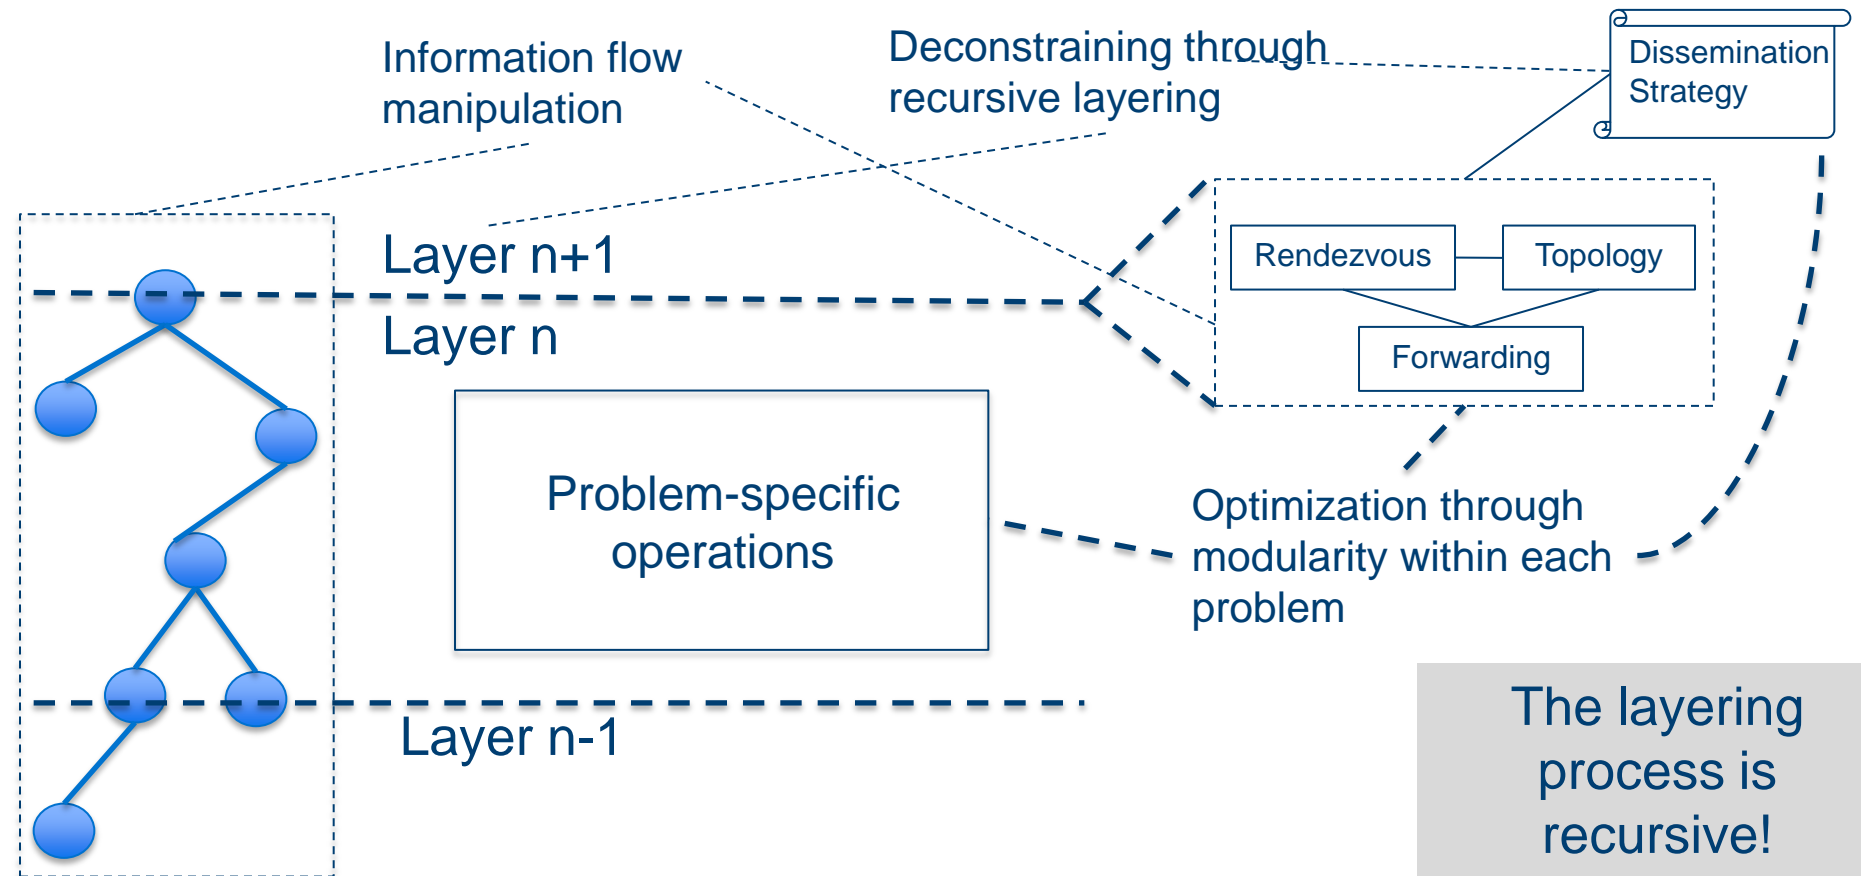 Information flow
manipulation
Deconstraining through
recursive layering
Dissemination
Strategy
Layer n+1
Layer n
Rendezvous
Topology
Forwarding
Problem-specific
operations
Optimization through
modularity within each
problem
Layer n-1
The layering
process is
recursive!